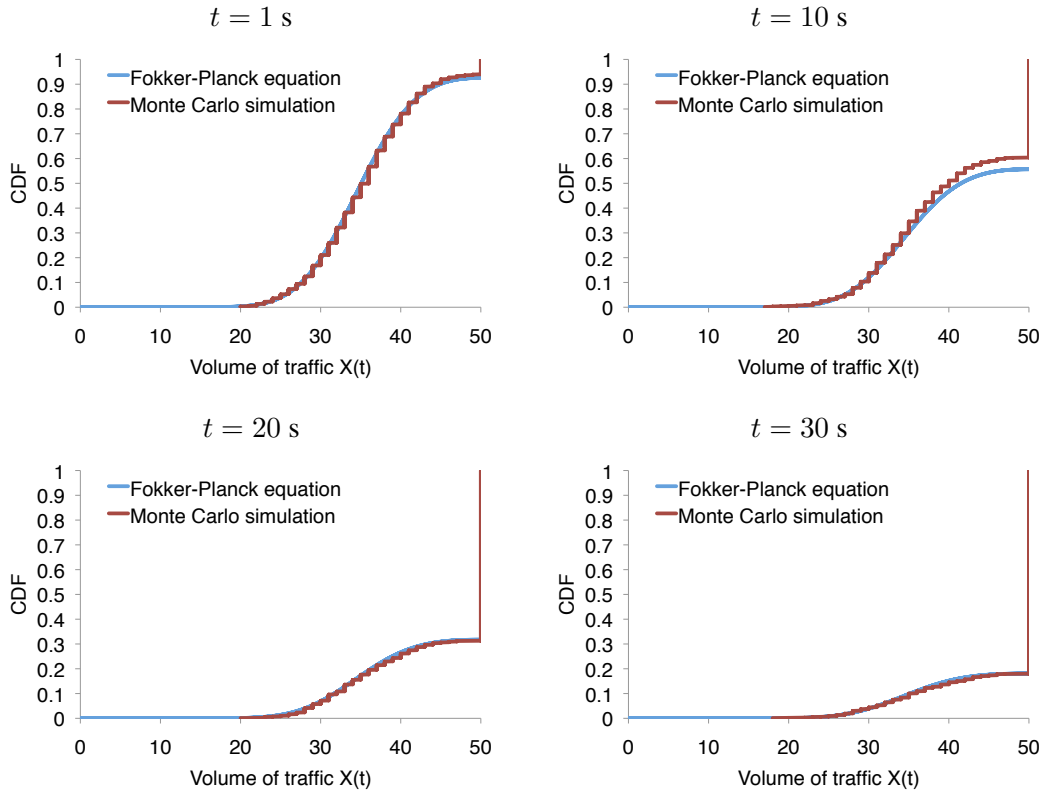 t = 1 s
1
0.9
0.8
0.7
0.6
0.5
0.4
0.3
0.2
0.1
0
CDF
Fokker-Planck equation
Monte Carlo simulation
0 10 20 30 40 50
Volume of traffic X(t)
t = 10 s
1
0.9
0.8
0.7
0.6
0.5
0.4
0.3
0.2
0.1
0
CDF
Fokker-Planck equation
Monte Carlo simulation
0 10 20 30 40 50
Volume of traffic X(t)
t = 20 s
1
0.9
0.8
0.7
0.6
0.5
0.4
0.3
0.2
0.1
0
CDF
Fokker-Planck equation
Monte Carlo simulation
0 10 20 30 40 50
Volume of traffic X(t)
t = 30 s
1
0.9
0.8
0.7
0.6
0.5
0.4
0.3
0.2
0.1
0
CDF
Fokker-Planck equation
Monte Carlo simulation
0 10 20 30 40 50
Volume of traffic X(t)